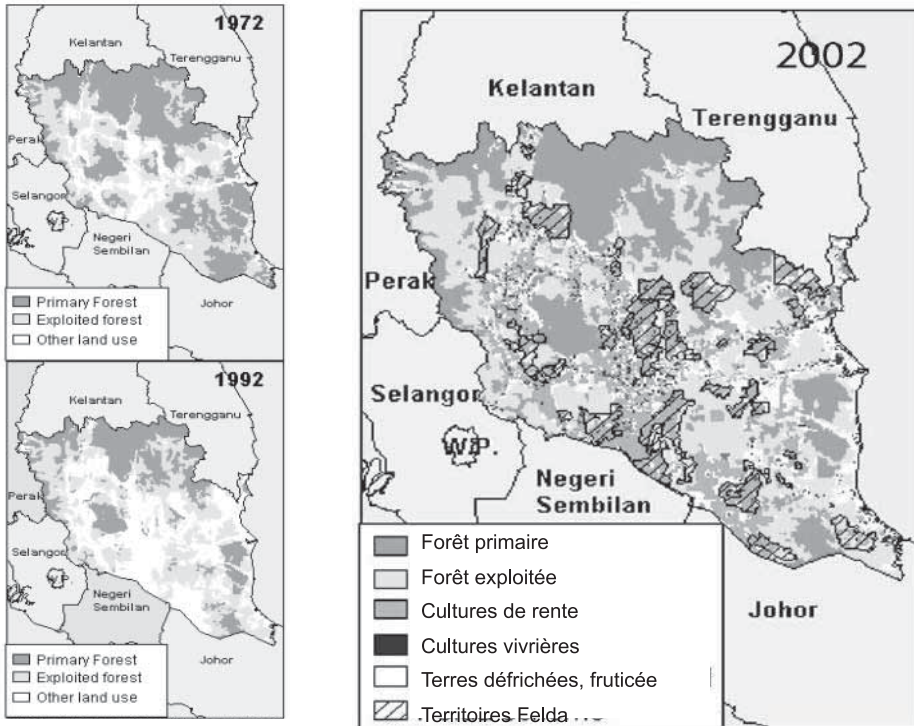 1972
Kelantan
Terengganu
Perak
Selangor
W.P.
Negeri
Sembilan
Johor
Primary Forest
Exploited forest
Other land use
1992
Kelantan
Terengganu
Perak
Selangor
W.P.
Negeri
Sembilan
Johor
Primary Forest
Exploited forest
Other land use
2002
Kelantan
Terengganu
Perak
Selangor
W.P.
Negeri
Sembilan
Johor
Forêt primaire
Forêt exploitée
Cultures de rente
Cultures vivrières
Terres défrichées, fruticée
Territoires Felda